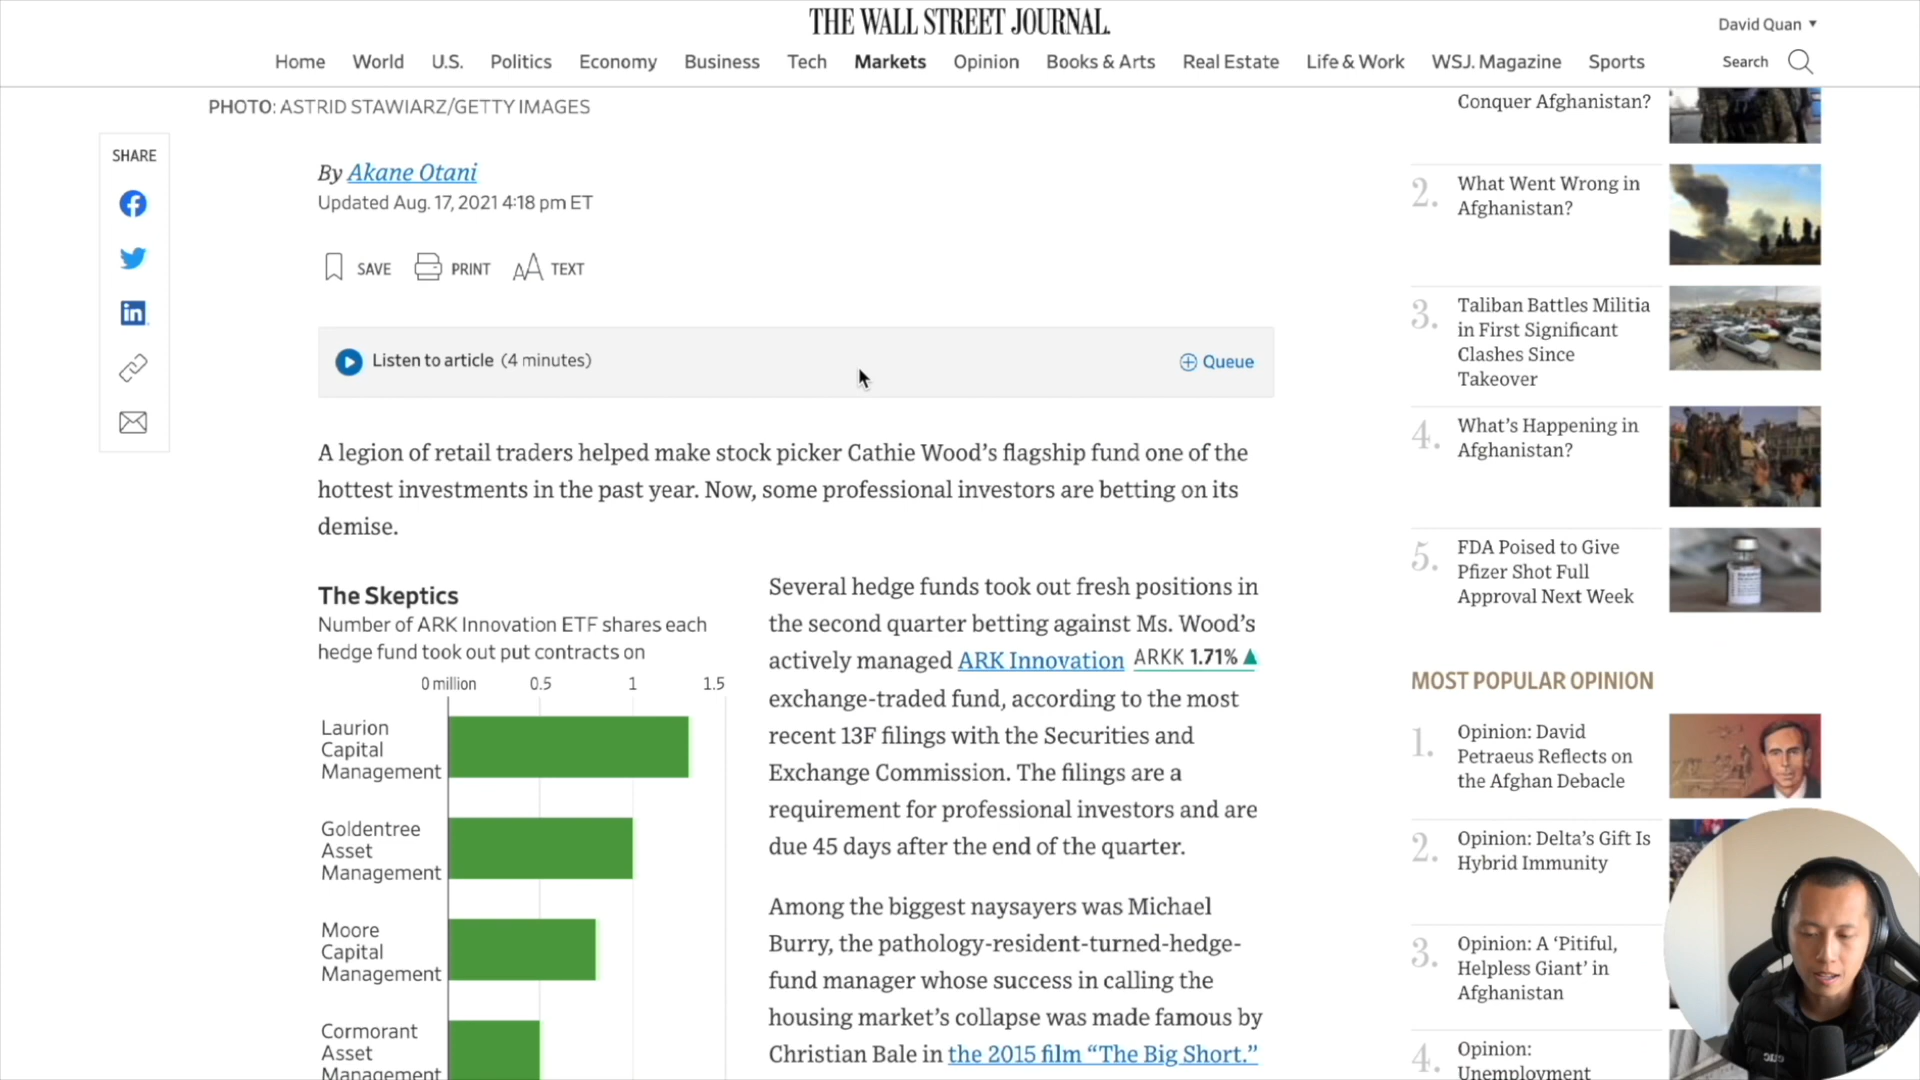 THE WALL STREET JOURNAL.
David Quan ▼
Home World U.S. Politics Economy Business Tech Markets Opinion Books & Arts Real Estate Life & Work WSJ. Magazine Sports
Search
PHOTO: ASTRID STAWIARZ/GETTY IMAGES
SHARE
By Akane Otani
Updated Aug. 17, 2021 4:18 pm ET
SAVE PRINT TEXT
Listen to article (4 minutes)
Queue
A legion of retail traders helped make stock picker Cathie Wood’s flagship fund one of the
hottest investments in the past year. Now, some professional investors are betting on its
demise.
The Skeptics
Number of ARK Innovation ETF shares each
hedge fund took out put contracts on
0 million 0.5 1 1.5
Laurion
Capital
Management
Goldentree
Asset
Management
Moore
Capital
Management
Cormorant
Asset
Management
Several hedge funds took out fresh positions in
the second quarter betting against Ms. Wood’s
actively managed ARK Innovation ARKK 1.71% ▲
exchange-traded fund, according to the most
recent 13F filings with the Securities and
Exchange Commission. The filings are a
requirement for professional investors and are
due 45 days after the end of the quarter.
Among the biggest naysayers was Michael
Burry, the pathology-resident-turned-hedge-
fund manager whose success in calling the
housing market’s collapse was made famous by
Christian Bale in the 2015 film “The Big Short.”
Conquer Afghanistan?
2. What Went Wrong in
Afghanistan?
3. Taliban Battles Militia
in First Significant
Clashes Since
Takeover
4. What’s Happening in
Afghanistan?
5. FDA Poised to Give
Pfizer Shot Full
Approval Next Week
MOST POPULAR OPINION
1. Opinion: David
Petraeus Reflects on
the Afghan Debacle
2. Opinion: Delta’s Gift Is
Hybrid Immunity
3. Opinion: A ‘Pitiful,
Helpless Giant’ in
Afghanistan
4. Opinion:
Unemployment